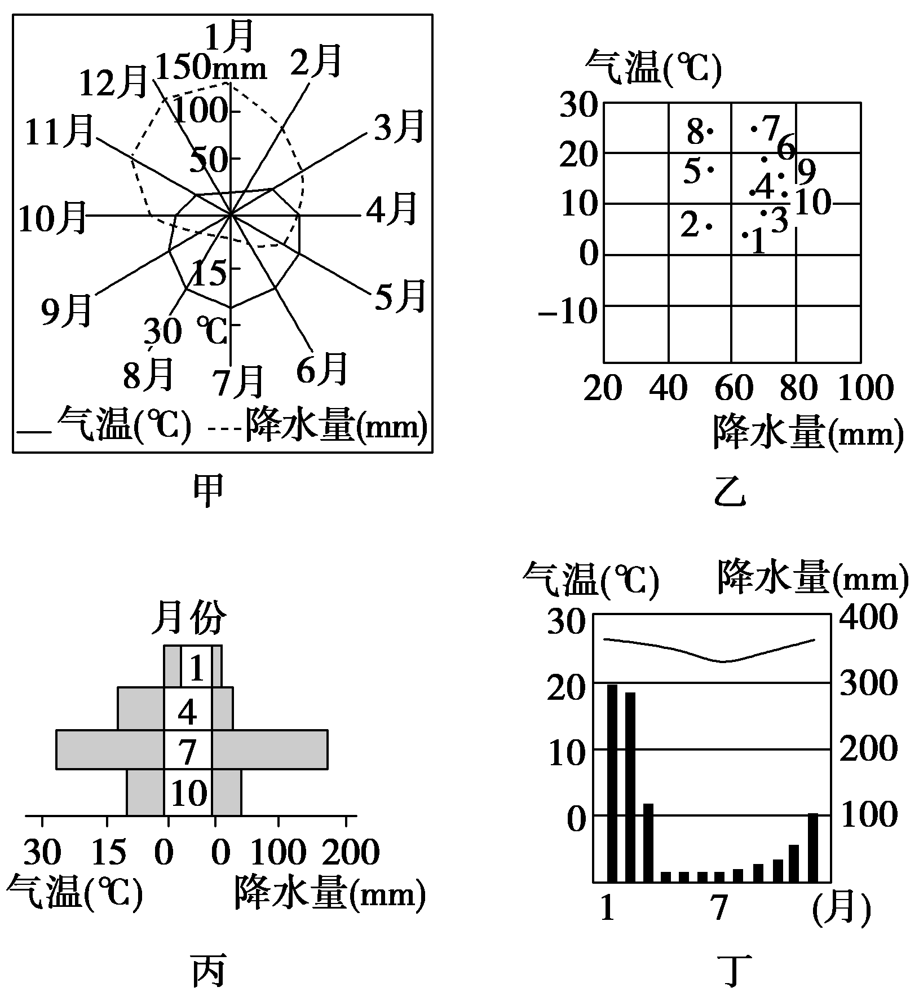 1月
150mm
2月
12月
100
3月
11月
50
4月
10月
15
5月
9月
30 ℃
6月
8月
7月
气温(℃) 降水量(mm)
甲
气温(℃)
30
20
10
0
-10
8
7
6
5
9
4
10
2
3
1
20 40 60 80 100
降水量(mm)
乙
月份
1
4
7
10
30 15 0 0 100 200
气温(℃) 降水量(mm)
丙
气温(℃) 降水量(mm)
30 400
20 300
10 200
0 100
1 7 (月)
丁